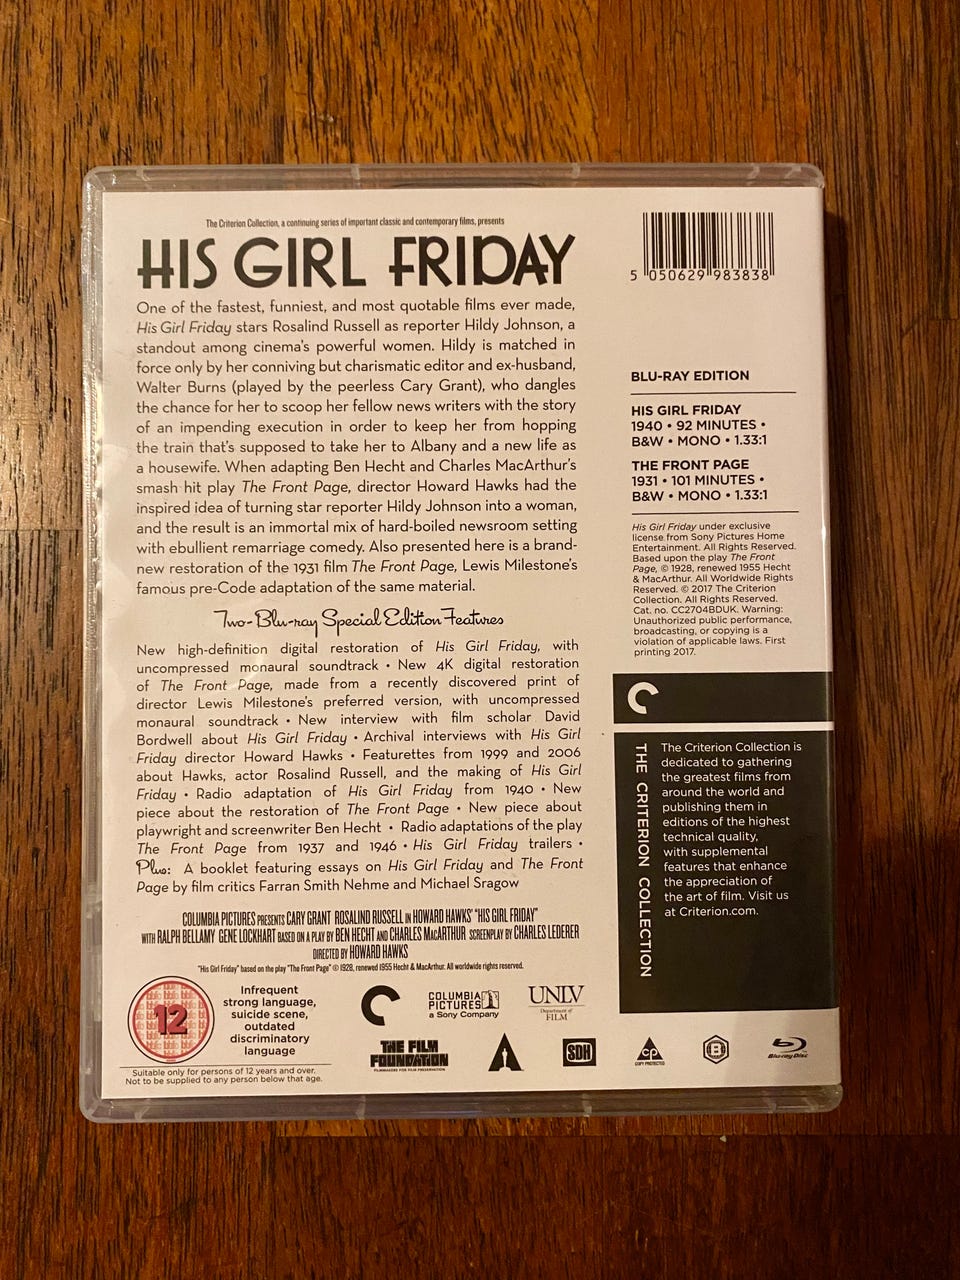 The Criterion Collection, a continuing series of important classic and contemporary films, presents
HIS GIRL FRIDAY
One of the fastest, funniest, and most quotable films ever made,
His Girl Friday stars Rosalind Russell as reporter Hildy Johnson, a
standout among cinema's powerful women. Hildy is matched in
force only by her conniving but charismatic editor and ex-husband,
Walter Burns (played by the peerless Cary Grant), who dangles
the chance for her to scoop her fellow news writers with the story
of an impending execution in order to keep her from hopping
the train that's supposed to take her to Albany and a new life as
a housewife. When adapting Ben Hecht and Charles MacArthur's
smash hit play The Front Page, director Howard Hawks had the
inspired idea of turning star reporter Hildy Johnson into a woman,
and the result is an immortal mix of hard-boiled newsroom setting
with ebullient remarriage comedy. Also presented here is a brand-
new restoration of the 1931 film The Front Page, Lewis Milestone's
famous pre-Code adaptation of the same material.
Two-Blu-ray Special Edition Features
New high-definition digital restoration of His Girl Friday, with
uncompressed monaural soundtrack • New 4K digital restoration
of The Front Page, made from a recently discovered print of
director Lewis Milestone's preferred version, with uncompressed
monaural soundtrack • New interview with film scholar David
Bordwell about His Girl Friday • Archival interviews with His Girl
Friday director Howard Hawks • Featurettes from 1999 and 2006
about Hawks, actor Rosalind Russell, and the making of His Girl
Friday • Radio adaptation of His Girl Friday from 1940 • New
piece about the restoration of The Front Page • New piece about
playwright and screenwriter Ben Hecht • Radio adaptations of the play
The Front Page from 1937 and 1946 • His Girl Friday trailers •
Plus: A booklet featuring essays on His Girl Friday and The Front
Page by film critics Farran Smith Nehme and Michael Sragow
COLUMBIA PICTURES PRESENTS CARY GRANT ROSALIND RUSSELL IN HOWARD HAWKS' "HIS GIRL FRIDAY"
WITH RALPH BELLAMY GENE LOCKHART BASED ON A PLAY BY BEN HECHT AND CHARLES MACARTHUR SCREENPLAY BY CHARLES LEDERER
DIRECTED BY HOWARD HAWKS
"His Girl Friday" based on the play "The Front Page" © 1928, renewed 1955 Hecht & MacArthur. All worldwide rights reserved.
12
Infrequent
strong language,
suicide scene,
outdated
discriminatory
language
Suitable only for persons of 12 years and over.
Not to be supplied to any person below that age.
COLUMBIA
PICTURES
a Sony Company
UNLV
Department of
FILM
THE FILM
FOUNDATION
FILMMAKERS FOR FILM PRESERVATION
SDH
CP
COPY PROTECTED
B
Blu-ray Disc
5 050629 983838
BLU-RAY EDITION
HIS GIRL FRIDAY
1940 • 92 MINUTES •
B&W • MONO • 1.33:1
THE FRONT PAGE
1931 • 101 MINUTES •
B&W • MONO • 1.33:1
His Girl Friday under exclusive
license from Sony Pictures Home
Entertainment. All Rights Reserved.
Based upon the play The Front
Page, © 1928, renewed 1955 Hecht
& MacArthur. All Worldwide Rights
Reserved. © 2017 The Criterion
Collection. All Rights Reserved.
Cat. no. CC2704BDUK. Warning:
Unauthorized public performance,
broadcasting, or copying is a
violation of applicable laws. First
printing 2017.
THE CRITERION COLLECTION
The Criterion Collection is
dedicated to gathering
the greatest films from
around the world and
publishing them in
editions of the highest
technical quality,
with supplemental
features that enhance
the appreciation of
the art of film. Visit us
at Criterion.com.